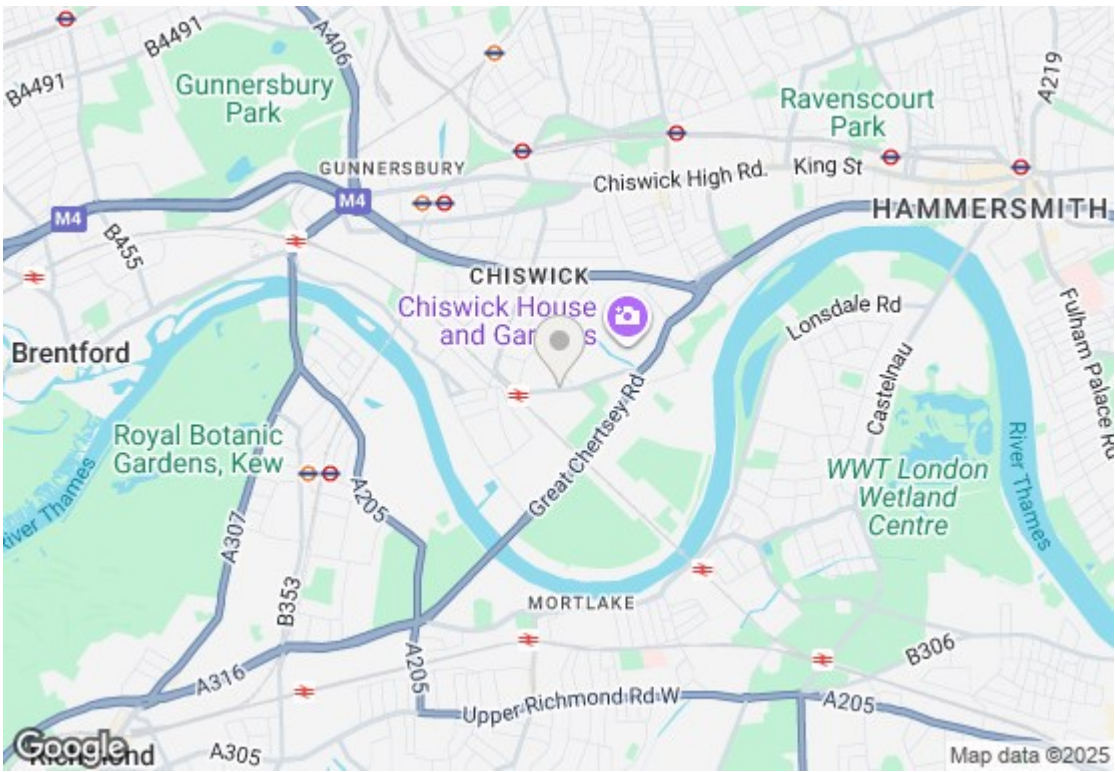 B4491
B4491
A406
Gunnersbury
Park
A219
Ravenscourt
Park
GUNNERSBURY
King St
Chiswick High Rd.
M4
M4
HAMMERSMITH
B455
CHISWICK
Chiswick House
and Gar
s
Lonsdale Rd
Fulham Palace Rd
Brentford
Castelnau
Great Chertsey Rd
Royal Botanic
Gardens, Kew
River Thames
WWT London
Wetland
Centre
River Thames
A205
A307
B353
MORTLAKE
B306
A316
A205
A205
Upper Richmond Rd W
A305
Google
Richmond
Map data ©2025